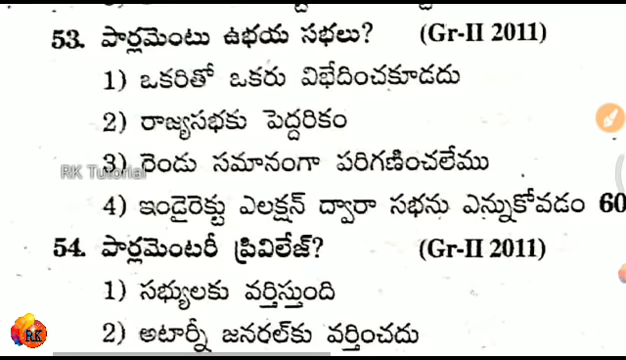 53. పార్లమెంటు ఉభయ సభలు? (Gr-II 2011)
1) ఒకరితో ఒకరు విభేదించకూడదు
2) రాజ్యసభకు పెద్దరికం
3) రెండు సమానంగా పరిగణించలేము
RK Tutorial
4) ఇండైరెక్టు ఎలక్షన్ ద్వారా సభను ఎన్నుకోవడం 60
54. పార్లమెంటరీ ప్రివిలేజ్? (Gr-II 2011)
1) సభ్యులకు వర్తిస్తుంది
2) అటార్నీ జనరల్‌కు వర్తించదు
RK